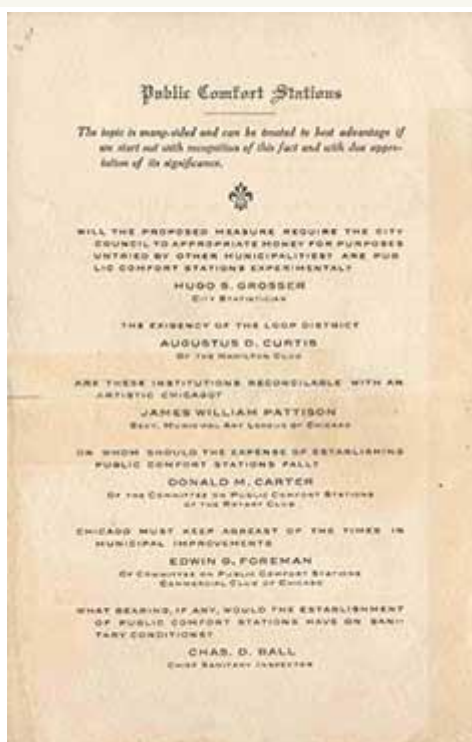 Public Comfort Stations
The topic is many-sided and can be treated to best advantage if
we start out with recognition of this fact and with due appre-
ciation of its significance.
WILL THE PROPOSED MEASURE REQUIRE THE CITY
COUNCIL TO APPROPRIATE MONEY FOR PURPOSES
UNTRIED BY OTHER MUNICIPALITIES? ARE PUB
LIC COMFORT STATIONS EXPERIMENTAL?
HUGO S. GROSSER
CITY STATISTICIAN
THE EXIGENCY OF THE LOOP DISTRICT
AUGUSTUS D. CURTIS
OF THE HAMILTON CLUB
ARE THESE INSTITUTIONS RECONCILABLE WITH AN
ARTISTIC CHICAGO?
JAMES WILLIAM PATTISON
SECY. MUNICIPAL ART LEAGUE OF CHICAGO
ON WHOM SHOULD THE EXPENSE OF ESTABLISHING
PUBLIC COMFORT STATIONS FALL?
DONALD M. CARTER
OF THE COMMITTEE ON PUBLIC COMFORT STATIONS
OF THE ROTARY CLUB
CHICAGO MUST KEEP ABREAST OF THE TIMES IN
MUNICIPAL IMPROVEMENTS
EDWIN G. FOREMAN
OF COMMITTEE ON PUBLIC COMFORT STATIONS
COMMERCIAL CLUB OF CHICAGO
WHAT BEARING, IF ANY, WOULD THE ESTABLISHMENT
OF PUBLIC COMFORT STATIONS HAVE ON SANI
TARY CONDITIONS?
CHAS. D. BALL
CHIEF SANITARY INSPECTOR